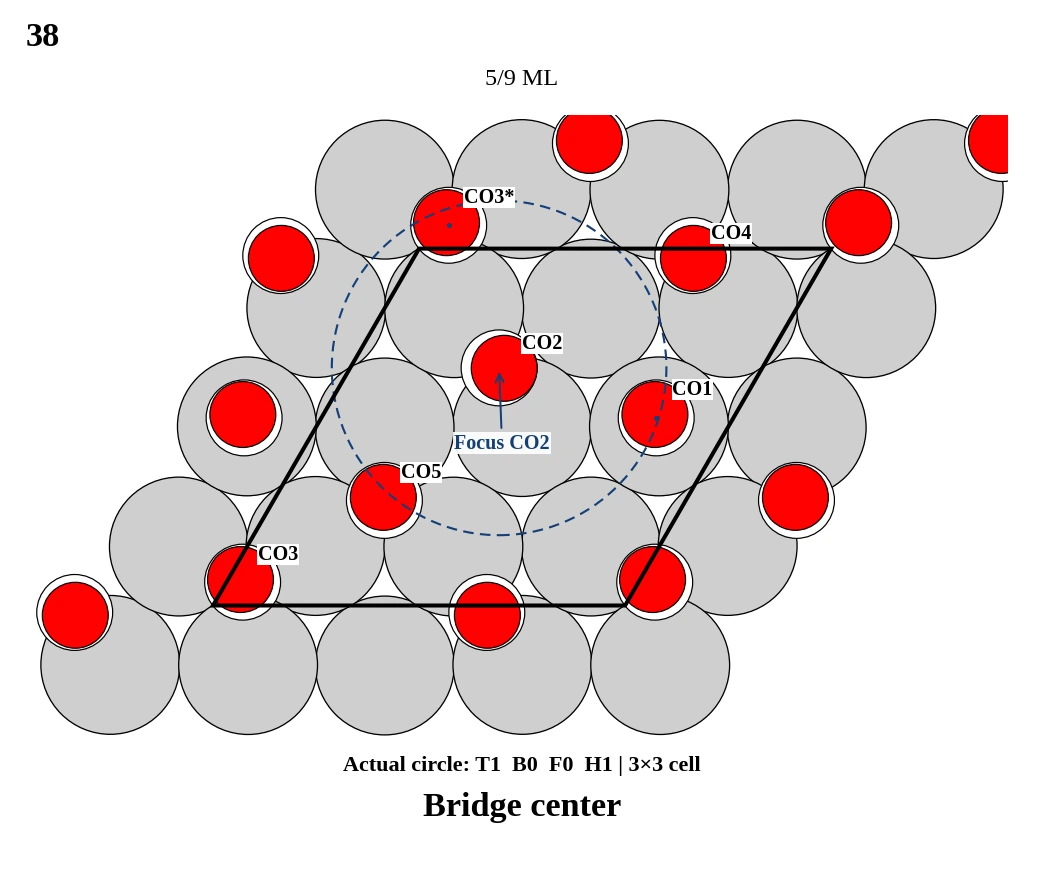 38
5/9 ML
CO3*
CO4
CO2
CO1
Focus CO2
CO5
CO3
Actual circle: T1 B0 F0 H1 | 3×3 cell
Bridge center